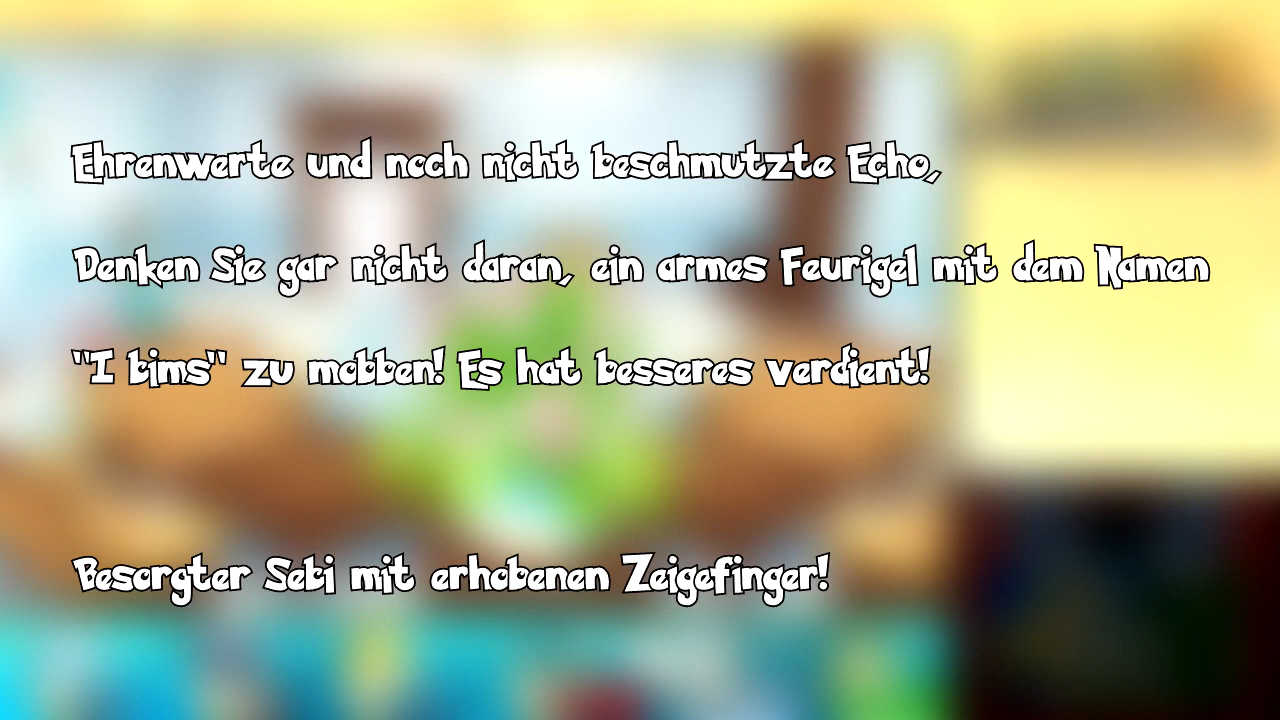 Ehrenwerte und noch nicht beschmutzte Echo,
Denken Sie gar nicht daran, ein armes Feurigel mit dem Namen
"I bims" zu mobben! Es hat besseres verdient!
Besorgter Sebi mit erhobenen Zeigefinger!